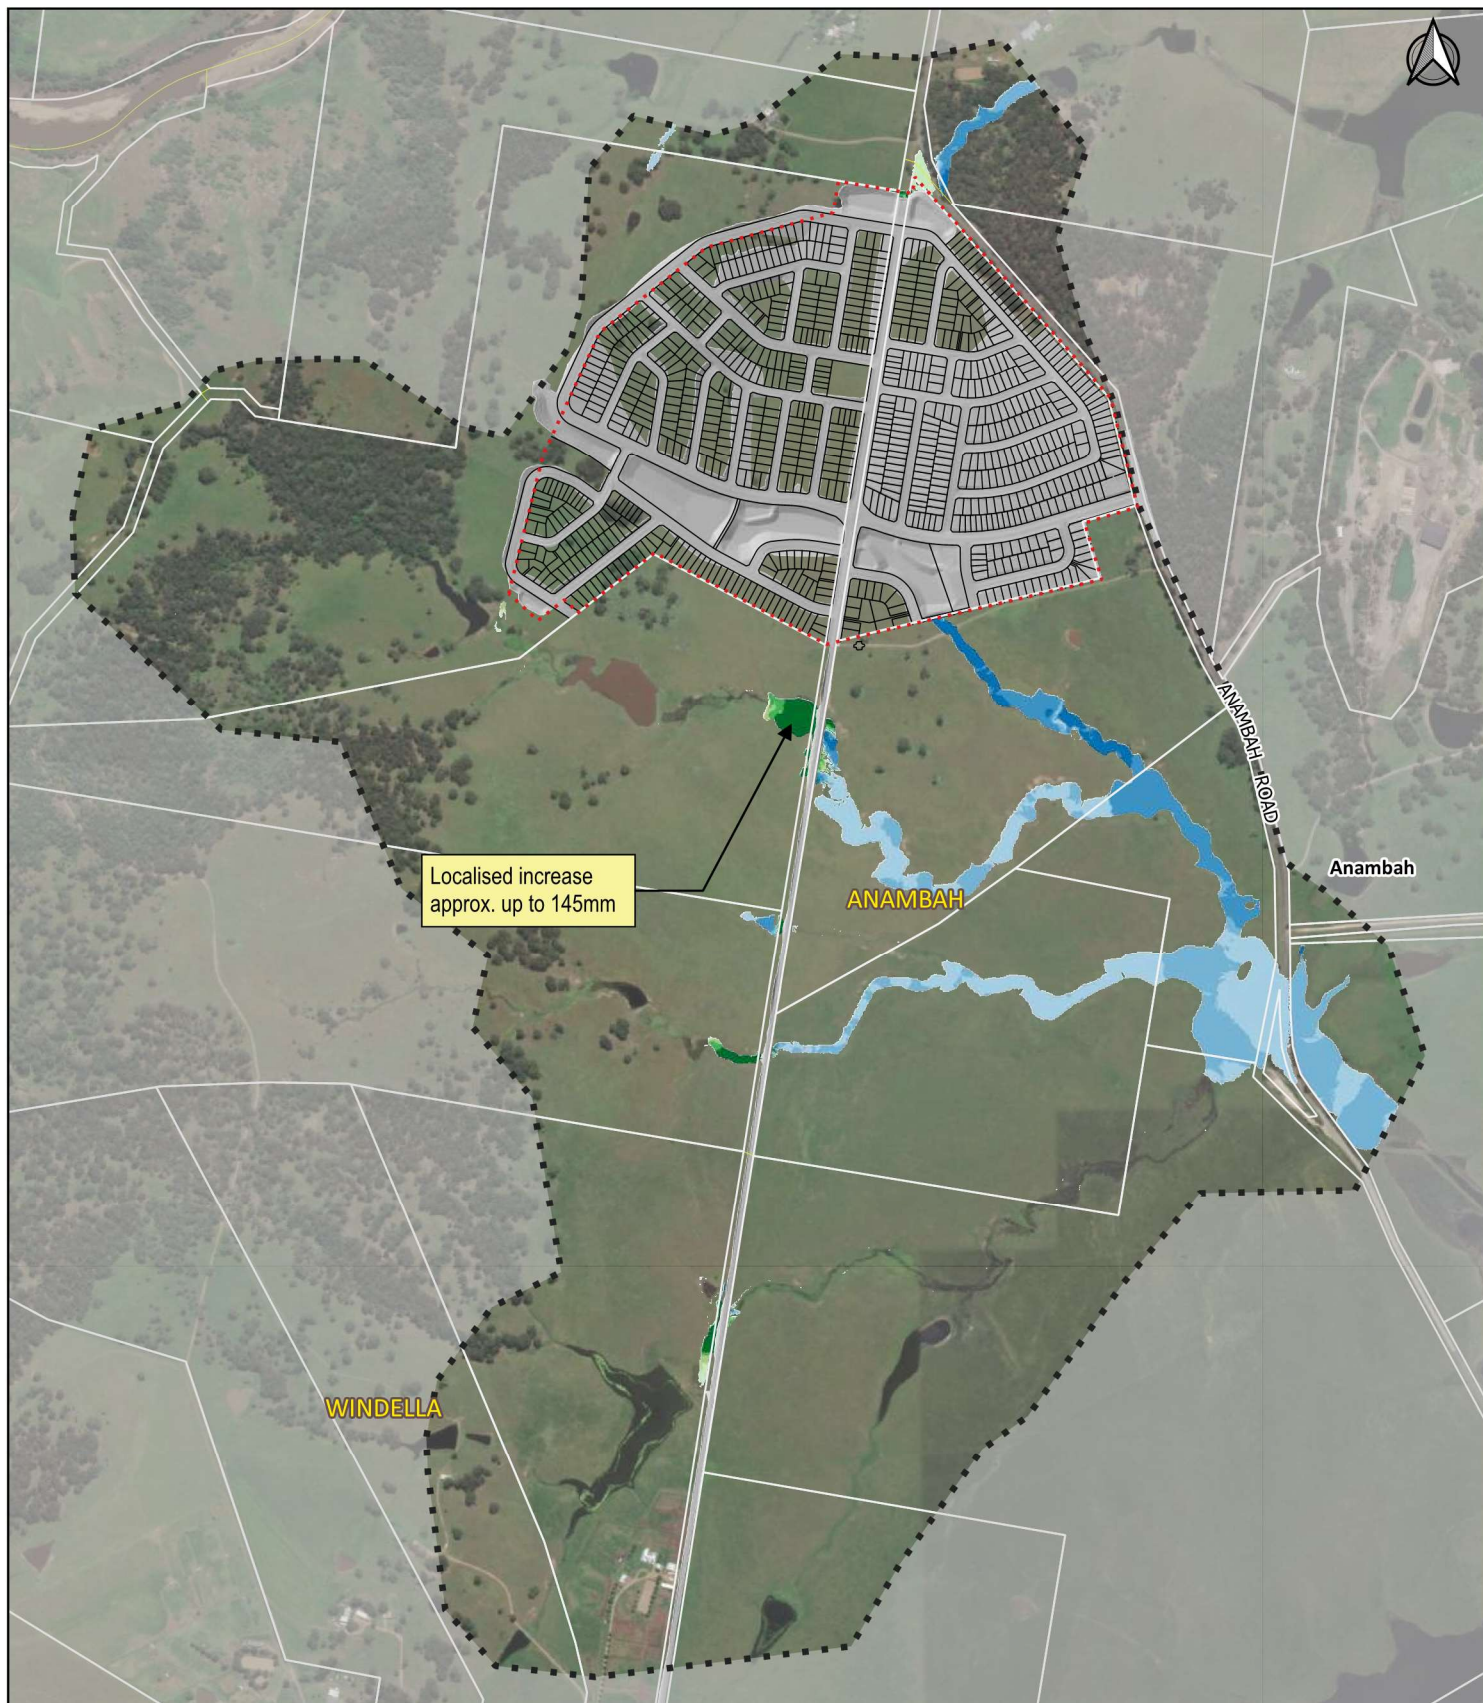 ANAMBAH ROAD
Anambah
Localised increase
approx. up to 145mm
ANAMBAH
WINDELLA